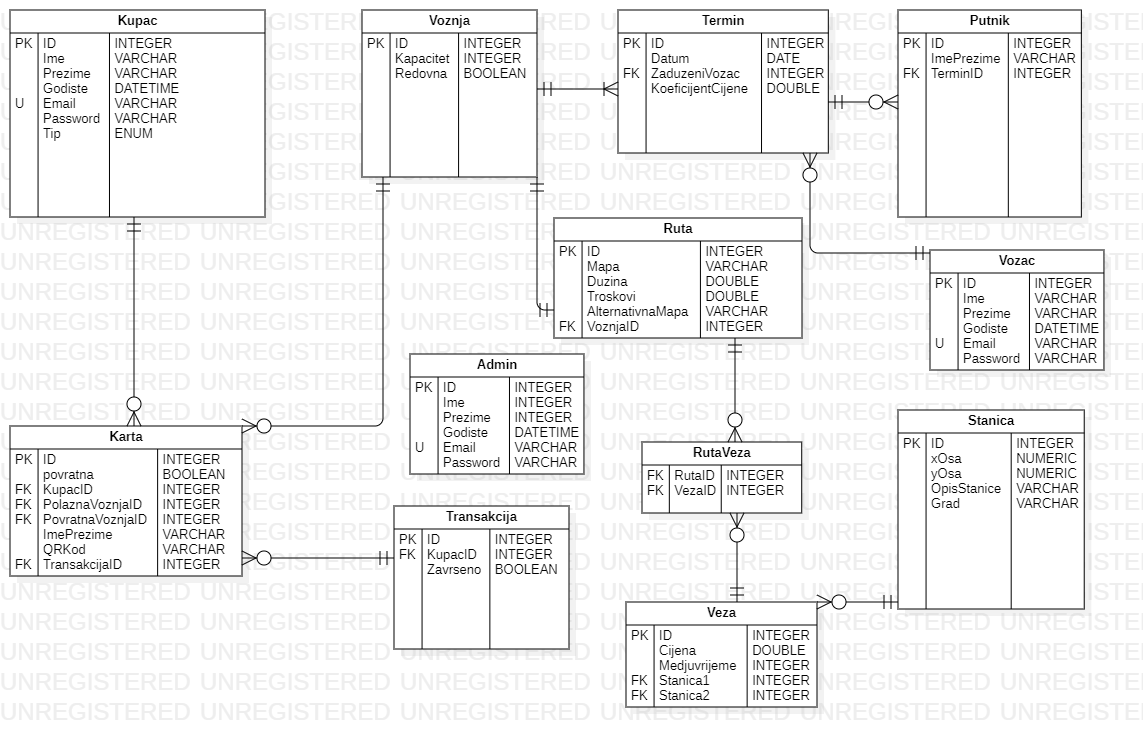 Kupac
PK ID INTEGER
Ime VARCHAR
Prezime VARCHAR
Godiste DATETIME
U Email VARCHAR
Password VARCHAR
Tip ENUM
Voznja
PK ID INTEGER
Kapacitet INTEGER
Redovna BOOLEAN
Termin
PK ID INTEGER
Datum DATE
FK ZaduzeniVozac INTEGER
KoeficijentCijene DOUBLE
Putnik
PK ID INTEGER
ImePrezime VARCHAR
FK TerminID INTEGER
Ruta
PK ID INTEGER
Mapa VARCHAR
Duzina DOUBLE
Troskovi DOUBLE
AlternativnaMapa VARCHAR
FK VoznjaID INTEGER
Vozac
PK ID INTEGER
Ime VARCHAR
Prezime VARCHAR
Godiste DATETIME
U Email VARCHAR
Password VARCHAR
Admin
PK ID INTEGER
Ime INTEGER
Prezime INTEGER
Godiste DATETIME
U Email VARCHAR
Password VARCHAR
Karta
PK ID INTEGER
povratna BOOLEAN
FK KupacID INTEGER
FK PolaznaVoznjaID INTEGER
FK PovratnaVoznjaID INTEGER
ImePrezime VARCHAR
QRKod VARCHAR
FK TransakcijaID INTEGER
RutaVeza
FK RutaID INTEGER
FK VezaID INTEGER
Stanica
PK ID INTEGER
xOsa NUMERIC
yOsa NUMERIC
OpisStanice VARCHAR
Grad VARCHAR
Transakcija
PK ID INTEGER
FK KupacID INTEGER
Zavrseno BOOLEAN
Veza
PK ID INTEGER
Cijena DOUBLE
Medjuvrijeme INTEGER
FK Stanica1 INTEGER
FK Stanica2 INTEGER
UNREGISTERED